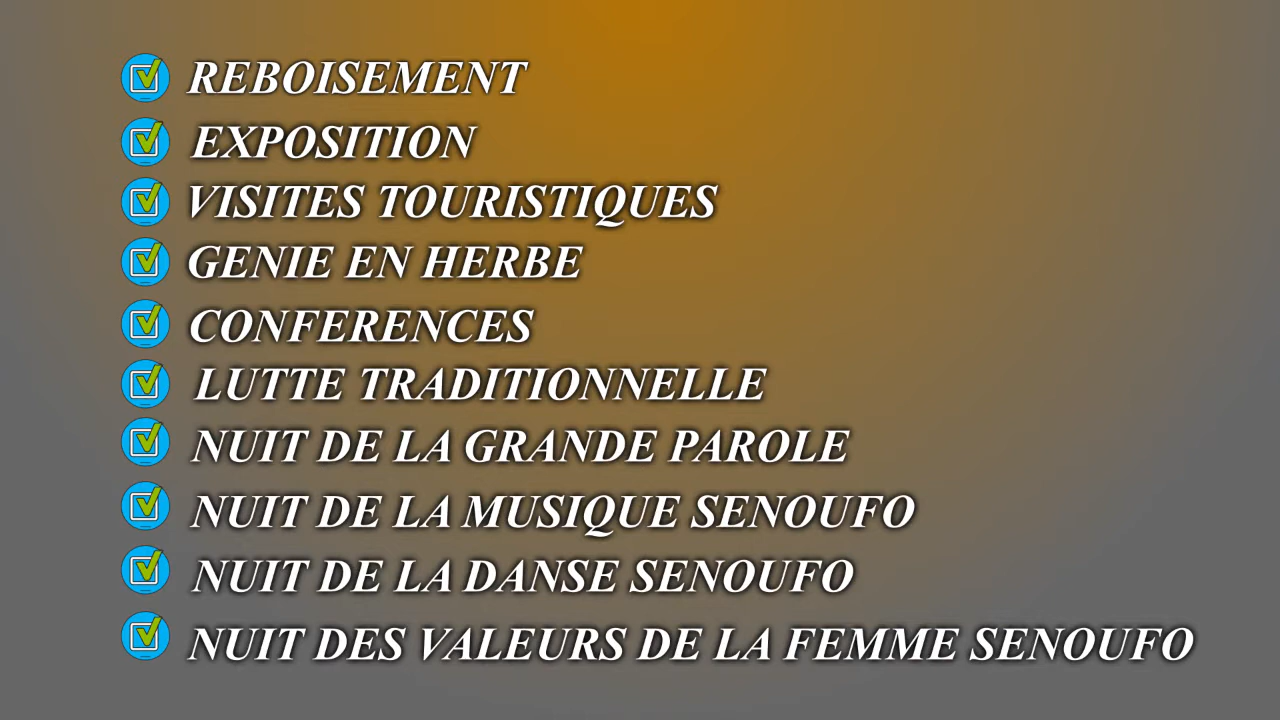 REBOISEMENT
EXPOSITION
VISITES TOURISTIQUES
GENIE EN HERBE
CONFERENCES
LUTTE TRADITIONNELLE
NUIT DE LA GRANDE PAROLE
NUIT DE LA MUSIQUE SENOUFO
NUIT DE LA DANSE SENOUFO
NUIT DES VALEURS DE LA FEMME SENOUFO